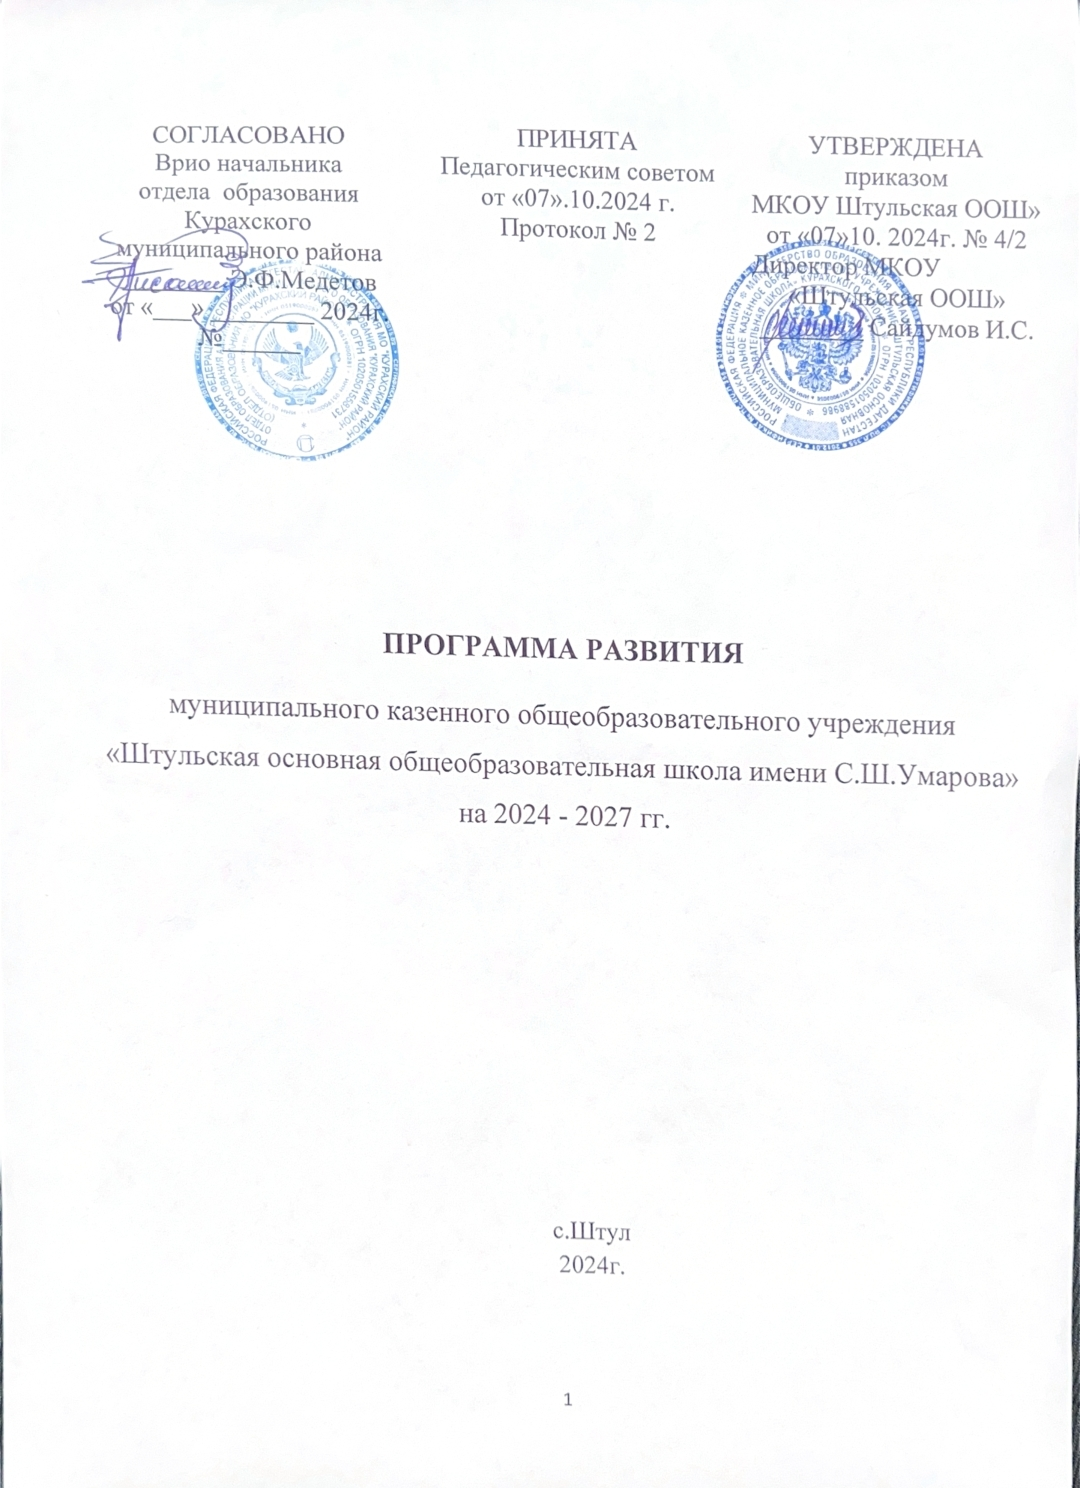 СОГЛАСОВАНО
Врио начальника
отдела образования
Курахского
муниципального района
Э.Ф.Медетов
от «___»_________ 2024г
№______
ПРИНЯТА
Педагогическим советом
от «07».10.2024 г.
Протокол № 2
УТВЕРЖДЕНА
приказом
МКОУ Штульская ООШ»
от «07»10. 2024г. № 4/2
Директор МКОУ
«Штульская ООШ»
________ Сайдумов И.С.
ПРОГРАММА РАЗВИТИЯ
муниципального казенного общеобразовательного учреждения
«Штульская основная общеобразовательная школа имени С.Ш.Умарова»
на 2024 - 2027 гг.
с.Штул
2024г.
1